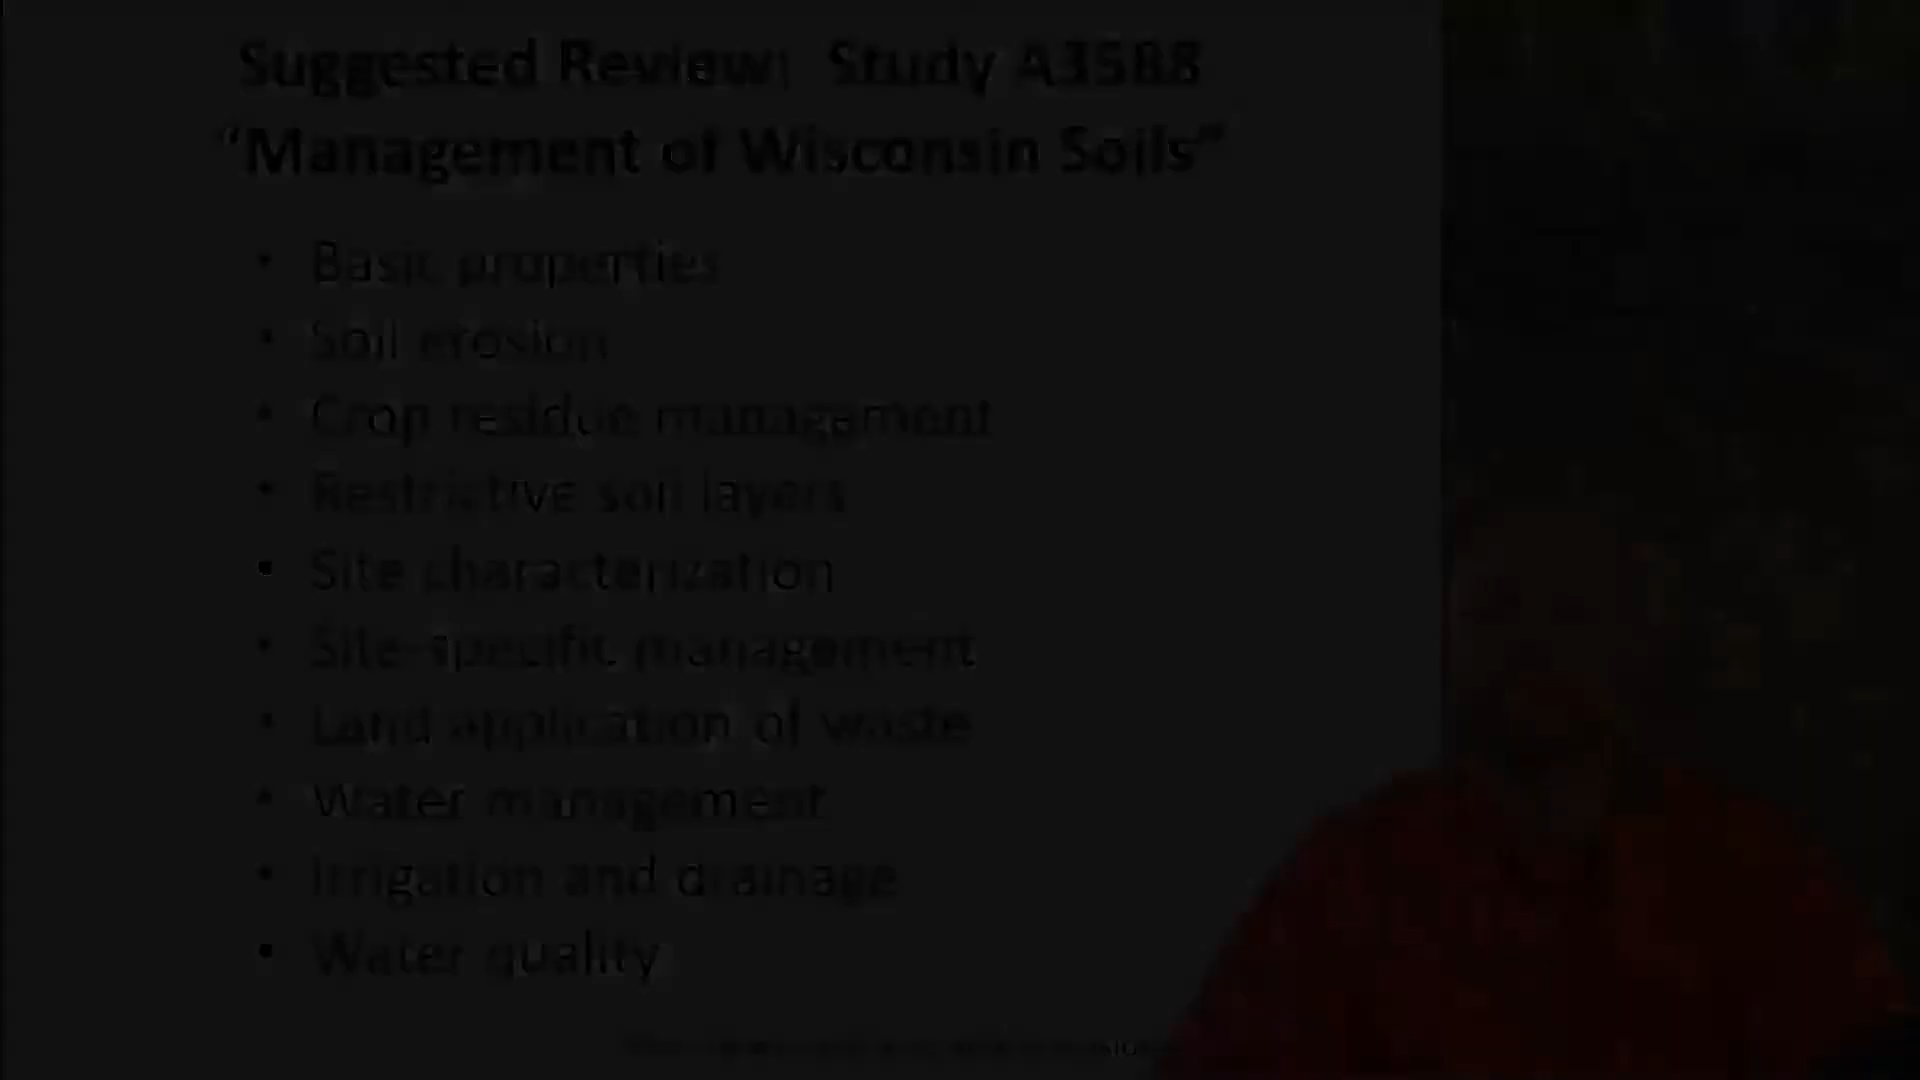 Suggested Review: Study A3588
"Management of Wisconsin Soils"
• Basic properties
• Soil erosion
• Crop residue management
• Restrictive soil layers
• Site characterization
• Site-specific management
• Land application of waste
• Water management
• Irrigation and drainage
• Water quality